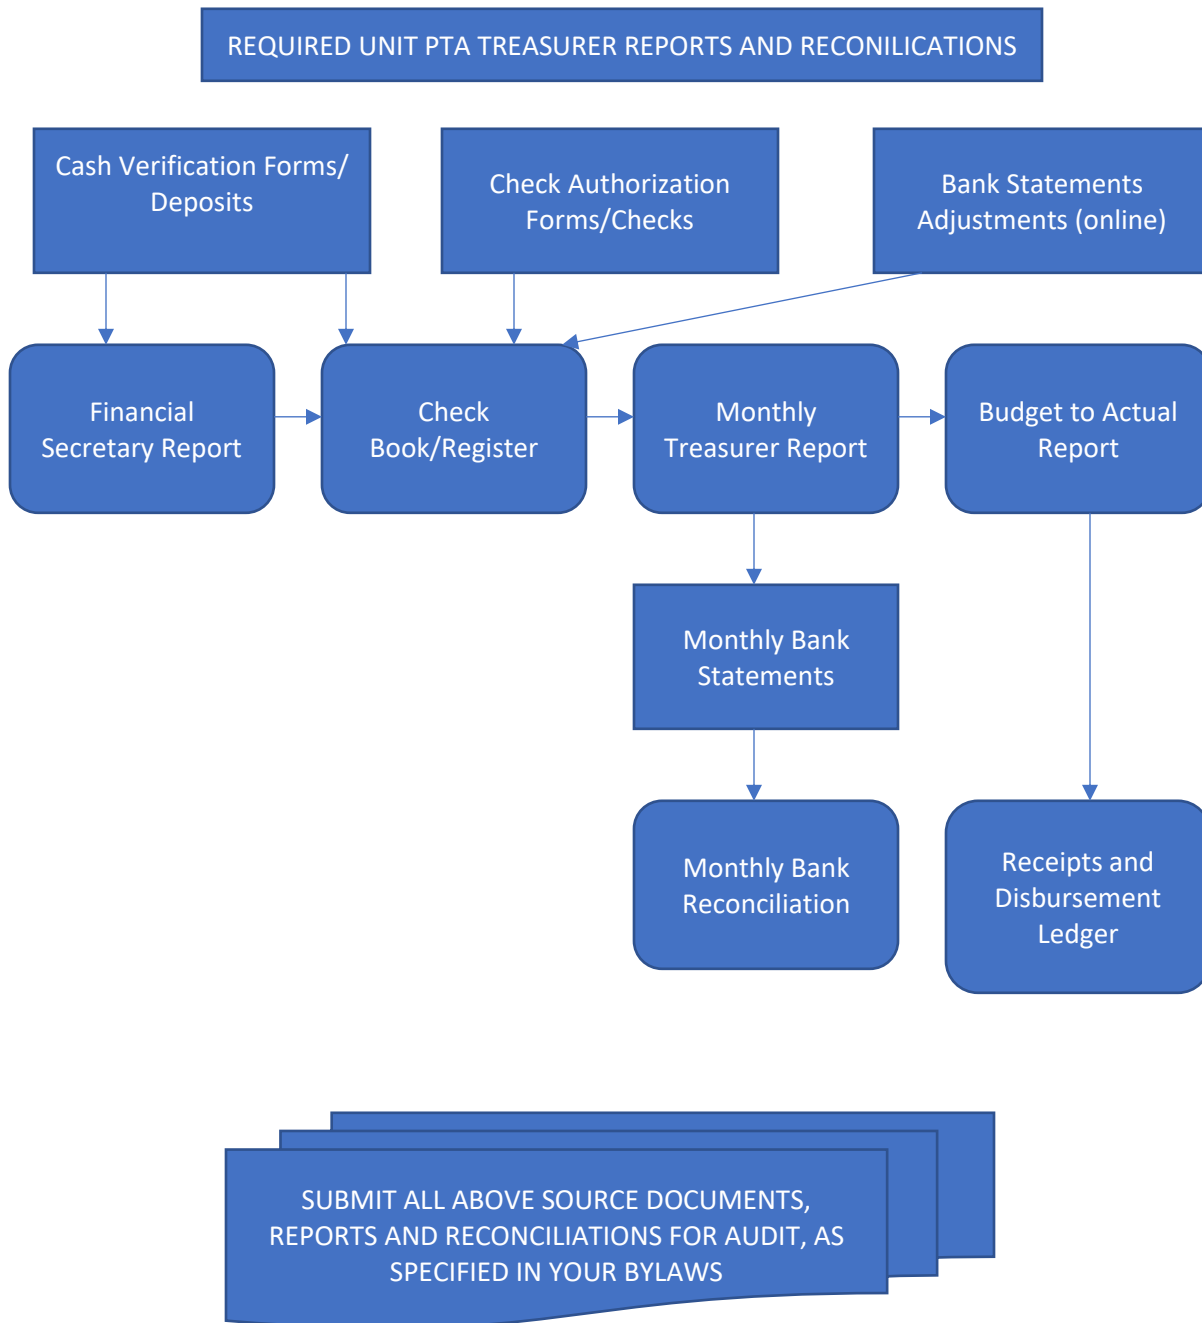 REQUIRED UNIT PTA TREASURER REPORTS AND RECONILICATIONS
Cash Verification Forms/
Deposits
Check Authorization
Forms/Checks
Bank Statements
Adjustments (online)
Financial
Secretary Report
Check
Book/Register
Monthly
Treasurer Report
Budget to Actual
Report
Monthly Bank
Statements
Monthly Bank
Reconciliation
Receipts and
Disbursement
Ledger
SUBMIT ALL ABOVE SOURCE DOCUMENTS,
REPORTS AND RECONCILIATIONS FOR AUDIT, AS
SPECIFIED IN YOUR BYLAWS